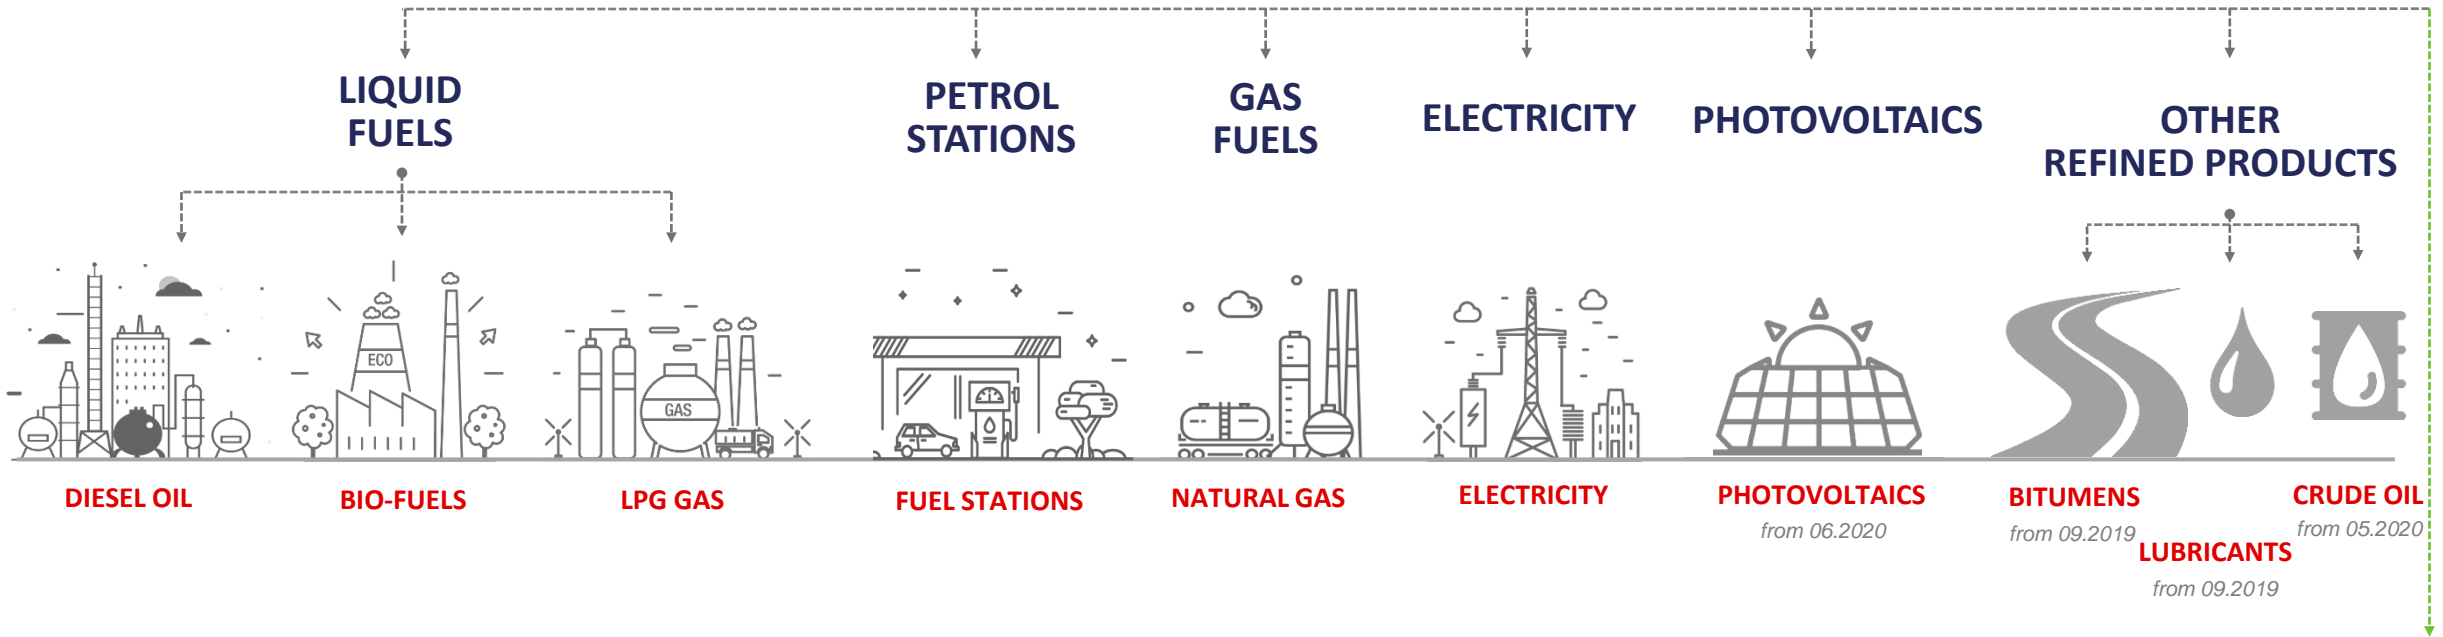 LIQUID
FUELS
PETROL
STATIONS
GAS
FUELS
ELECTRICITY
PHOTOVOLTAICS
OTHER
REFINED PRODUCTS
ECO
GAS
DIESEL OIL
BIO-FUELS
LPG GAS
FUEL STATIONS
NATURAL GAS
ELECTRICITY
PHOTOVOLTAICS
from 06.2020
BITUMENS
from 09.2019
LUBRICANTS
from 09.2019
CRUDE OIL
from 05.2020